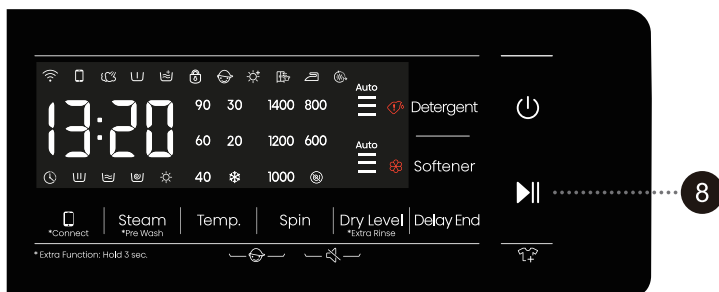 Auto
13:20
90 30 1400 800
Detergent
60 20 1200 600
Auto
Softener
40 1000
8
Steam Temp. Spin Dry Level Delay End
*Connect *Pre Wash *Extra Rinse
* Extra Function: Hold 3 sec.